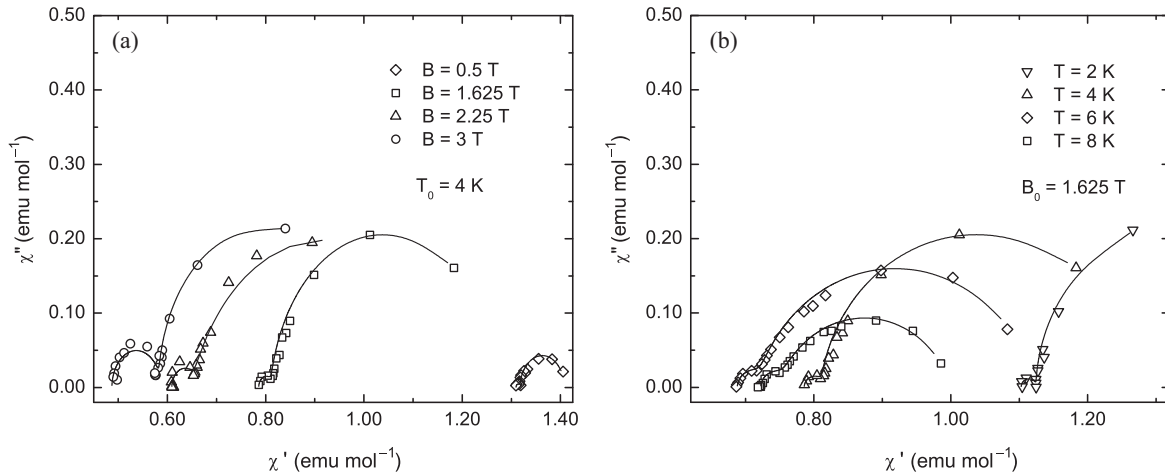 (a)
B = 0.5 T
B = 1.625 T
B = 2.25 T
B = 3 T
T₀ = 4 K
0.50
0.40
0.30
0.20
0.10
0.00
χ'' (emu mol⁻¹)
0.60 0.80 1.00 1.20 1.40
χ ' (emu mol⁻¹)
(b)
T = 2 K
T = 4 K
T = 6 K
T = 8 K
B₀ = 1.625 T
0.50
0.40
0.30
0.20
0.10
0.00
χ'' (emu mol⁻¹)
0.80 1.00 1.20
χ ' (emu mol⁻¹)